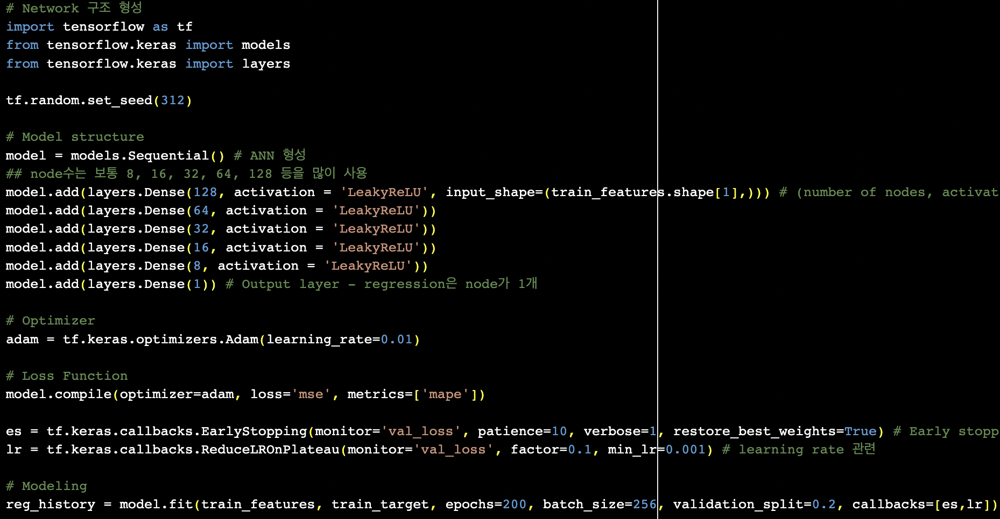 # Network 구조 형성
import tensorflow as tf
from tensorflow.keras import models
from tensorflow.keras import layers
tf.random.set_seed(312)
# Model structure
model = models.Sequential() # ANN 형성
## node수는 보통 8, 16, 32, 64, 128 등을 많이 사용
model.add(layers.Dense(128, activation = 'LeakyReLU', input_shape=(train_features.shape[1],))) # (number of nodes, activat
model.add(layers.Dense(64, activation = 'LeakyReLU'))
model.add(layers.Dense(32, activation = 'LeakyReLU'))
model.add(layers.Dense(16, activation = 'LeakyReLU'))
model.add(layers.Dense(8, activation = 'LeakyReLU'))
model.add(layers.Dense(1)) # Output layer - regression은 node가 1개
# Optimizer
adam = tf.keras.optimizers.Adam(learning_rate=0.01)
# Loss Function
model.compile(optimizer=adam, loss='mse', metrics=['mape'])
es = tf.keras.callbacks.EarlyStopping(monitor='val_loss', patience=10, verbose=1, restore_best_weights=True) # Early stopp
lr = tf.keras.callbacks.ReduceLROnPlateau(monitor='val_loss', factor=0.1, min_lr=0.001) # learning rate 관련
# Modeling
reg_history = model.fit(train_features, train_target, epochs=200, batch_size=256, validation_split=0.2, callbacks=[es,lr])